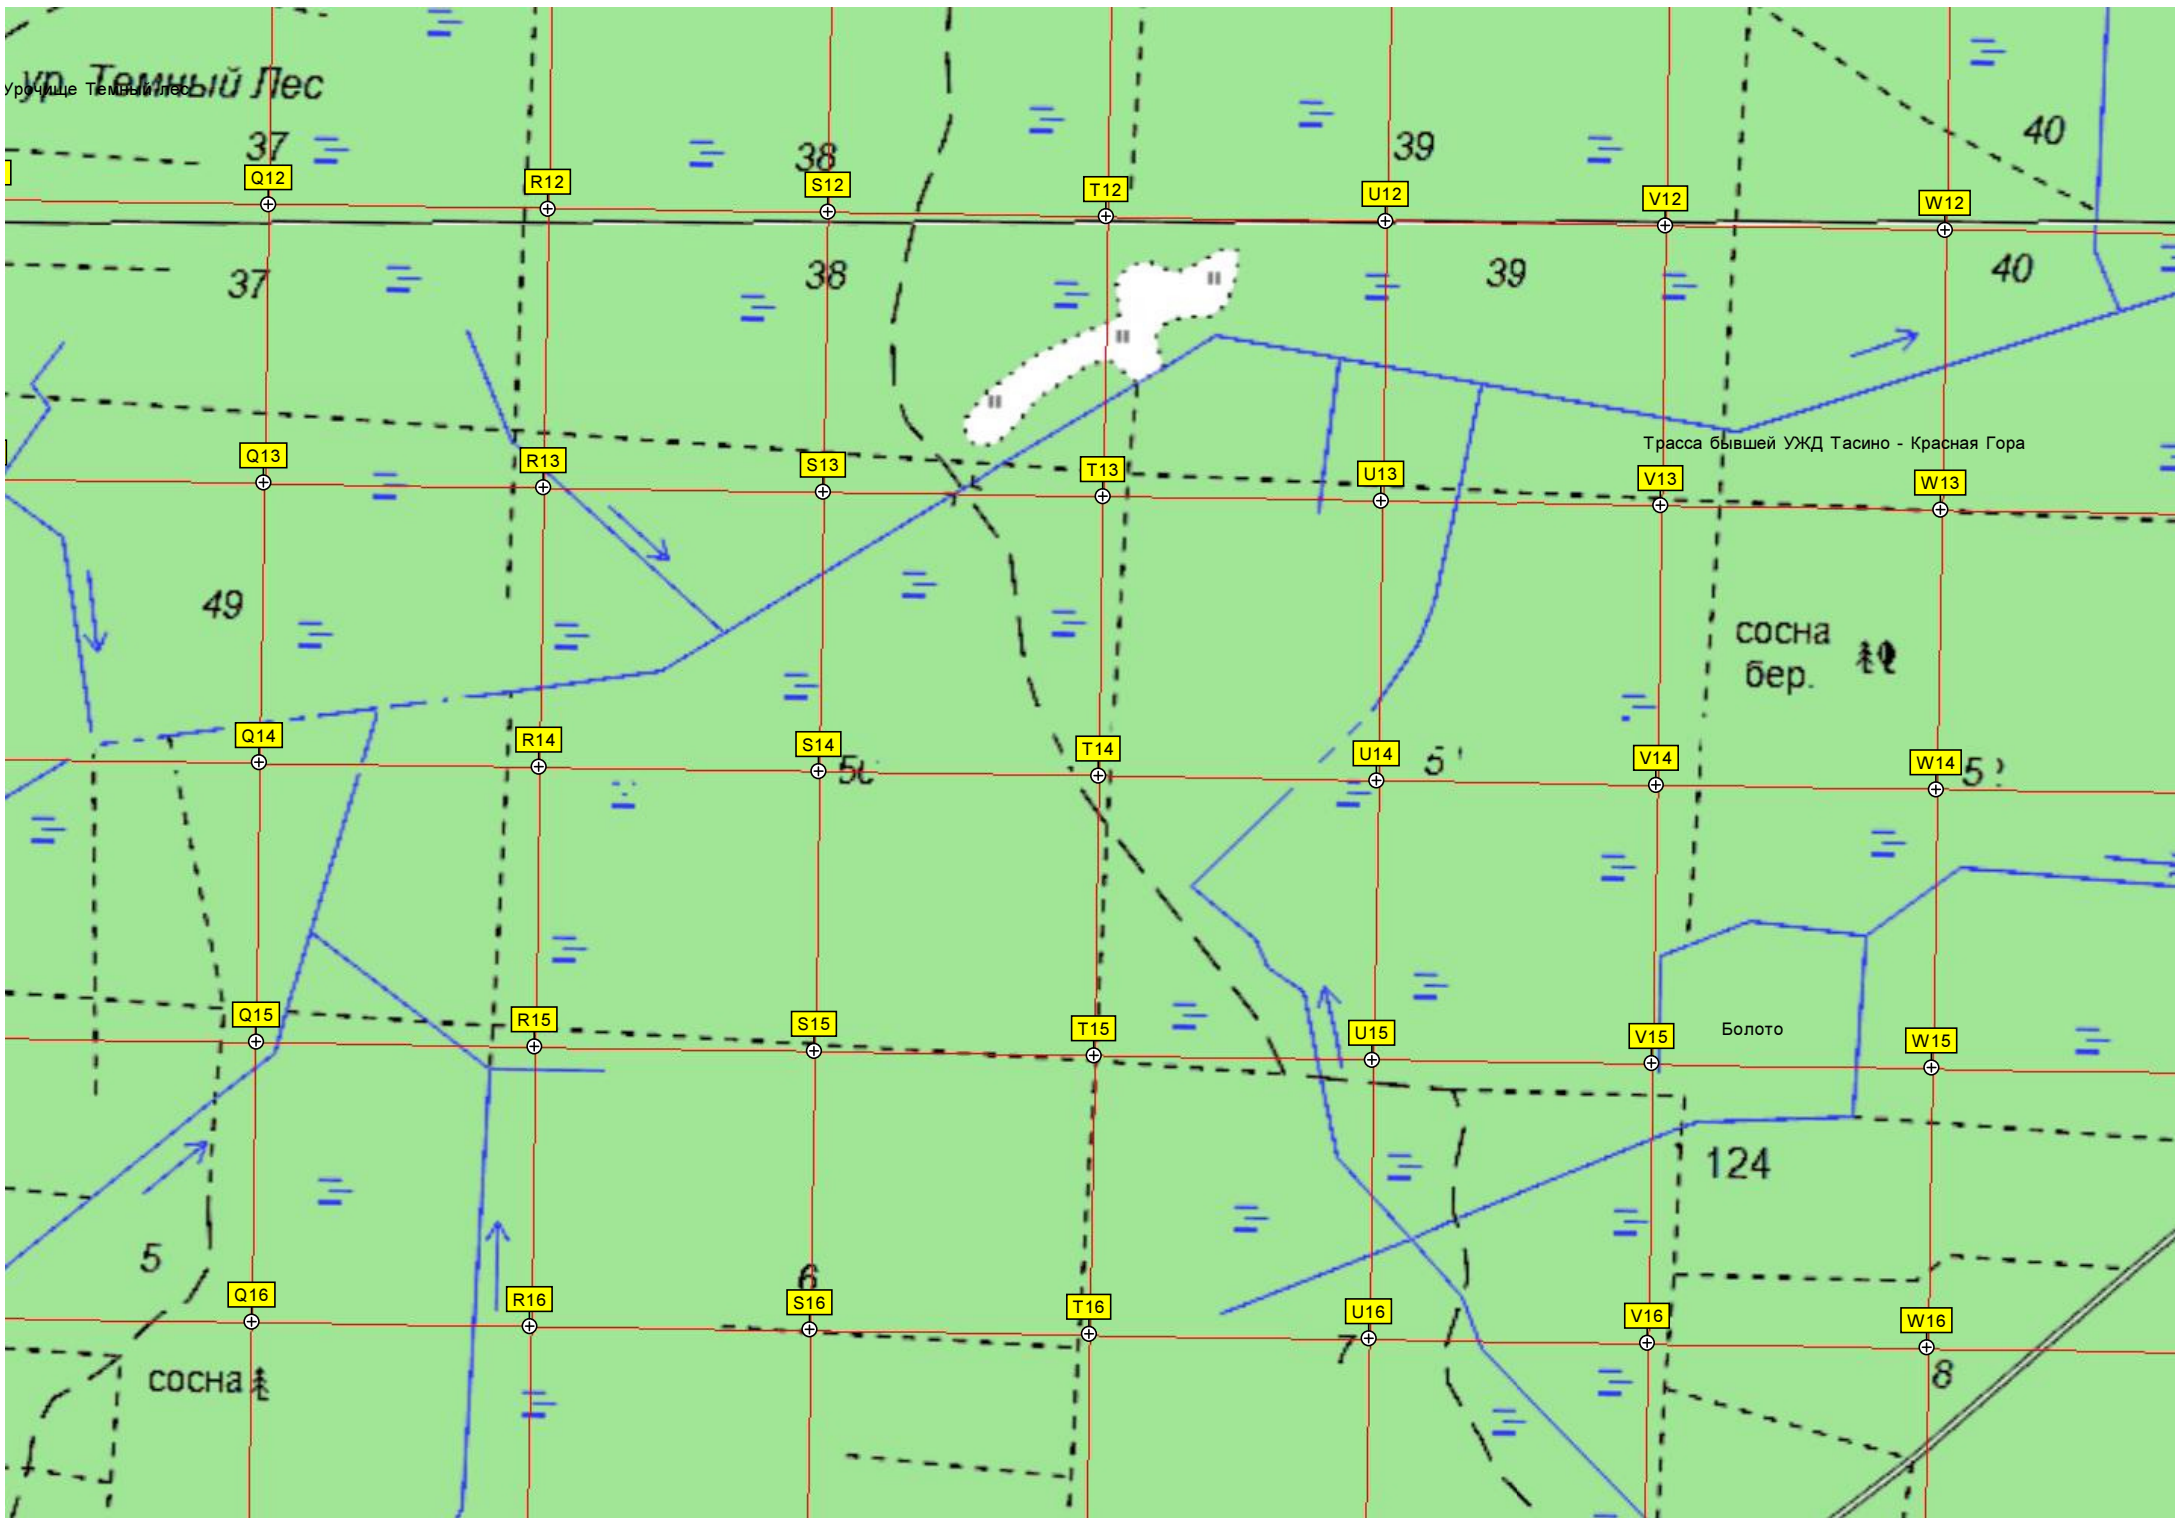 ур. Темный Лес
Урочище Темный лес
37
38
39
40
Q12
R12
S12
T12
U12
V12
W12
37
38
39
40
Трасса бывшей УЖД Тасино - Красная Гора
Q13
R13
S13
T13
U13
V13
W13
49
сосна
бер.
Q14
R14
S14
T14
U14
V14
W14
Q15
R15
S15
T15
U15
V15
W15
Болото
124
5
6
Q16
R16
S16
T16
U16
V16
W16
7
8
сосна